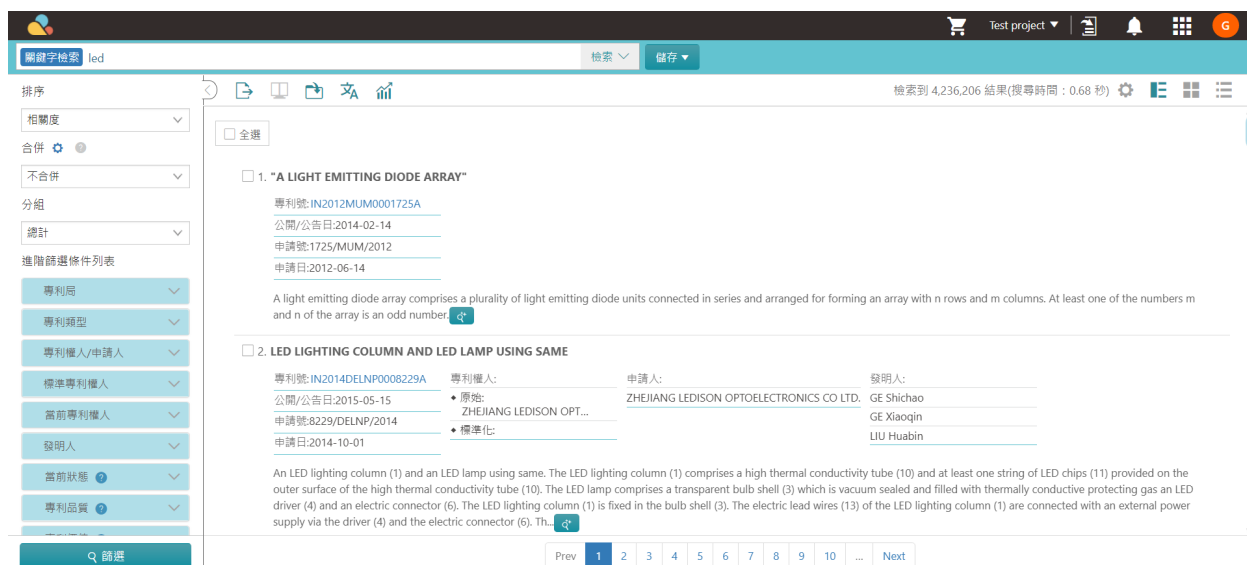 Test project
G
關鍵字檢索 led 檢索 儲存
排序
檢索到 4,236,206 結果(搜尋時間：0.68 秒)
相關度
全選
合併
不合併
分組
總計
進階篩選條件列表
專利局
專利類型
專利權人/申請人
標準專利權人
當前專利權人
發明人
當前狀態
專利品質
篩選
1. "A LIGHT EMITTING DIODE ARRAY"
專利號:IN2012MUM0001725A
公開/公告日:2014-02-14
申請號:1725/MUM/2012
申請日:2012-06-14
A light emitting diode array comprises a plurality of light emitting diode units connected in series and arranged for forming an array with n rows and m columns. At least one of the numbers m
and n of the array is an odd number.
2. LED LIGHTING COLUMN AND LED LAMP USING SAME
專利號:IN2014DELNP0008229A
公開/公告日:2015-05-15
申請號:8229/DELNP/2014
申請日:2014-10-01
專利權人:
原始:
ZHEJIANG LEDISON OPT...
標準化:
申請人:
ZHEJIANG LEDISON OPTOELECTRONICS CO LTD.
發明人:
GE Shichao
GE Xiaoqin
LIU Huabin
An LED lighting column (1) and an LED lamp using same. The LED lighting column (1) comprises a high thermal conductivity tube (10) and at least one string of LED chips (11) provided on the
outer surface of the high thermal conductivity tube (10). The LED lamp comprises a transparent bulb shell (3) which is vacuum sealed and filled with thermally conductive protecting gas an LED
driver (4) and an electric connector (6). The LED lighting column (1) is fixed in the bulb shell (3). The electric lead wires (13) of the LED lighting column (1) are connected with an external power
supply via the driver (4) and the electric connector (6). Th...
Prev 1 2 3 4 5 6 7 8 9 10 ... Next